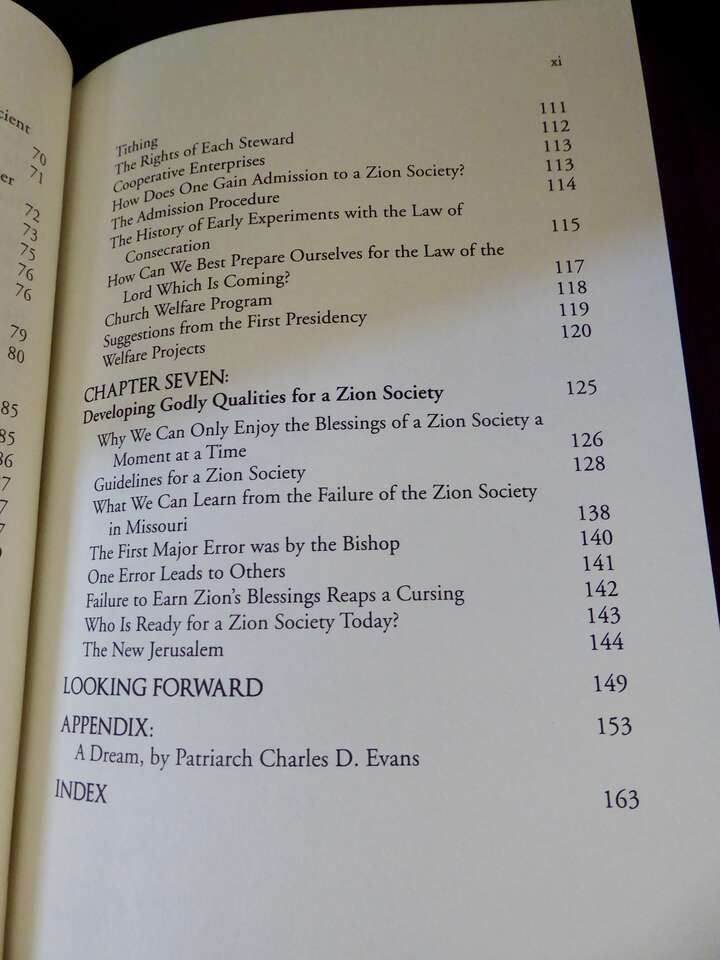 cient
70
er
71
72
73
75
76
76
79
80
85
85
86
xi
Tithing 111
The Rights of Each Steward 112
Cooperative Enterprises 113
How Does One Gain Admission to a Zion Society? 113
The Admission Procedure 114
The History of Early Experiments with the Law of
Consecration 115
How Can We Best Prepare Ourselves for the Law of the
Lord Which Is Coming? 117
Church Welfare Program 118
Suggestions from the First Presidency 119
Welfare Projects 120
CHAPTER SEVEN:
Developing Godly Qualities for a Zion Society 125
Why We Can Only Enjoy the Blessings of a Zion Society a
Moment at a Time 126
Guidelines for a Zion Society 128
What We Can Learn from the Failure of the Zion Society
in Missouri 138
The First Major Error was by the Bishop 140
One Error Leads to Others 141
Failure to Earn Zion's Blessings Reaps a Cursing 142
Who Is Ready for a Zion Society Today? 143
The New Jerusalem 144
LOOKING FORWARD 149
APPENDIX: 153
A Dream, by Patriarch Charles D. Evans
INDEX 163